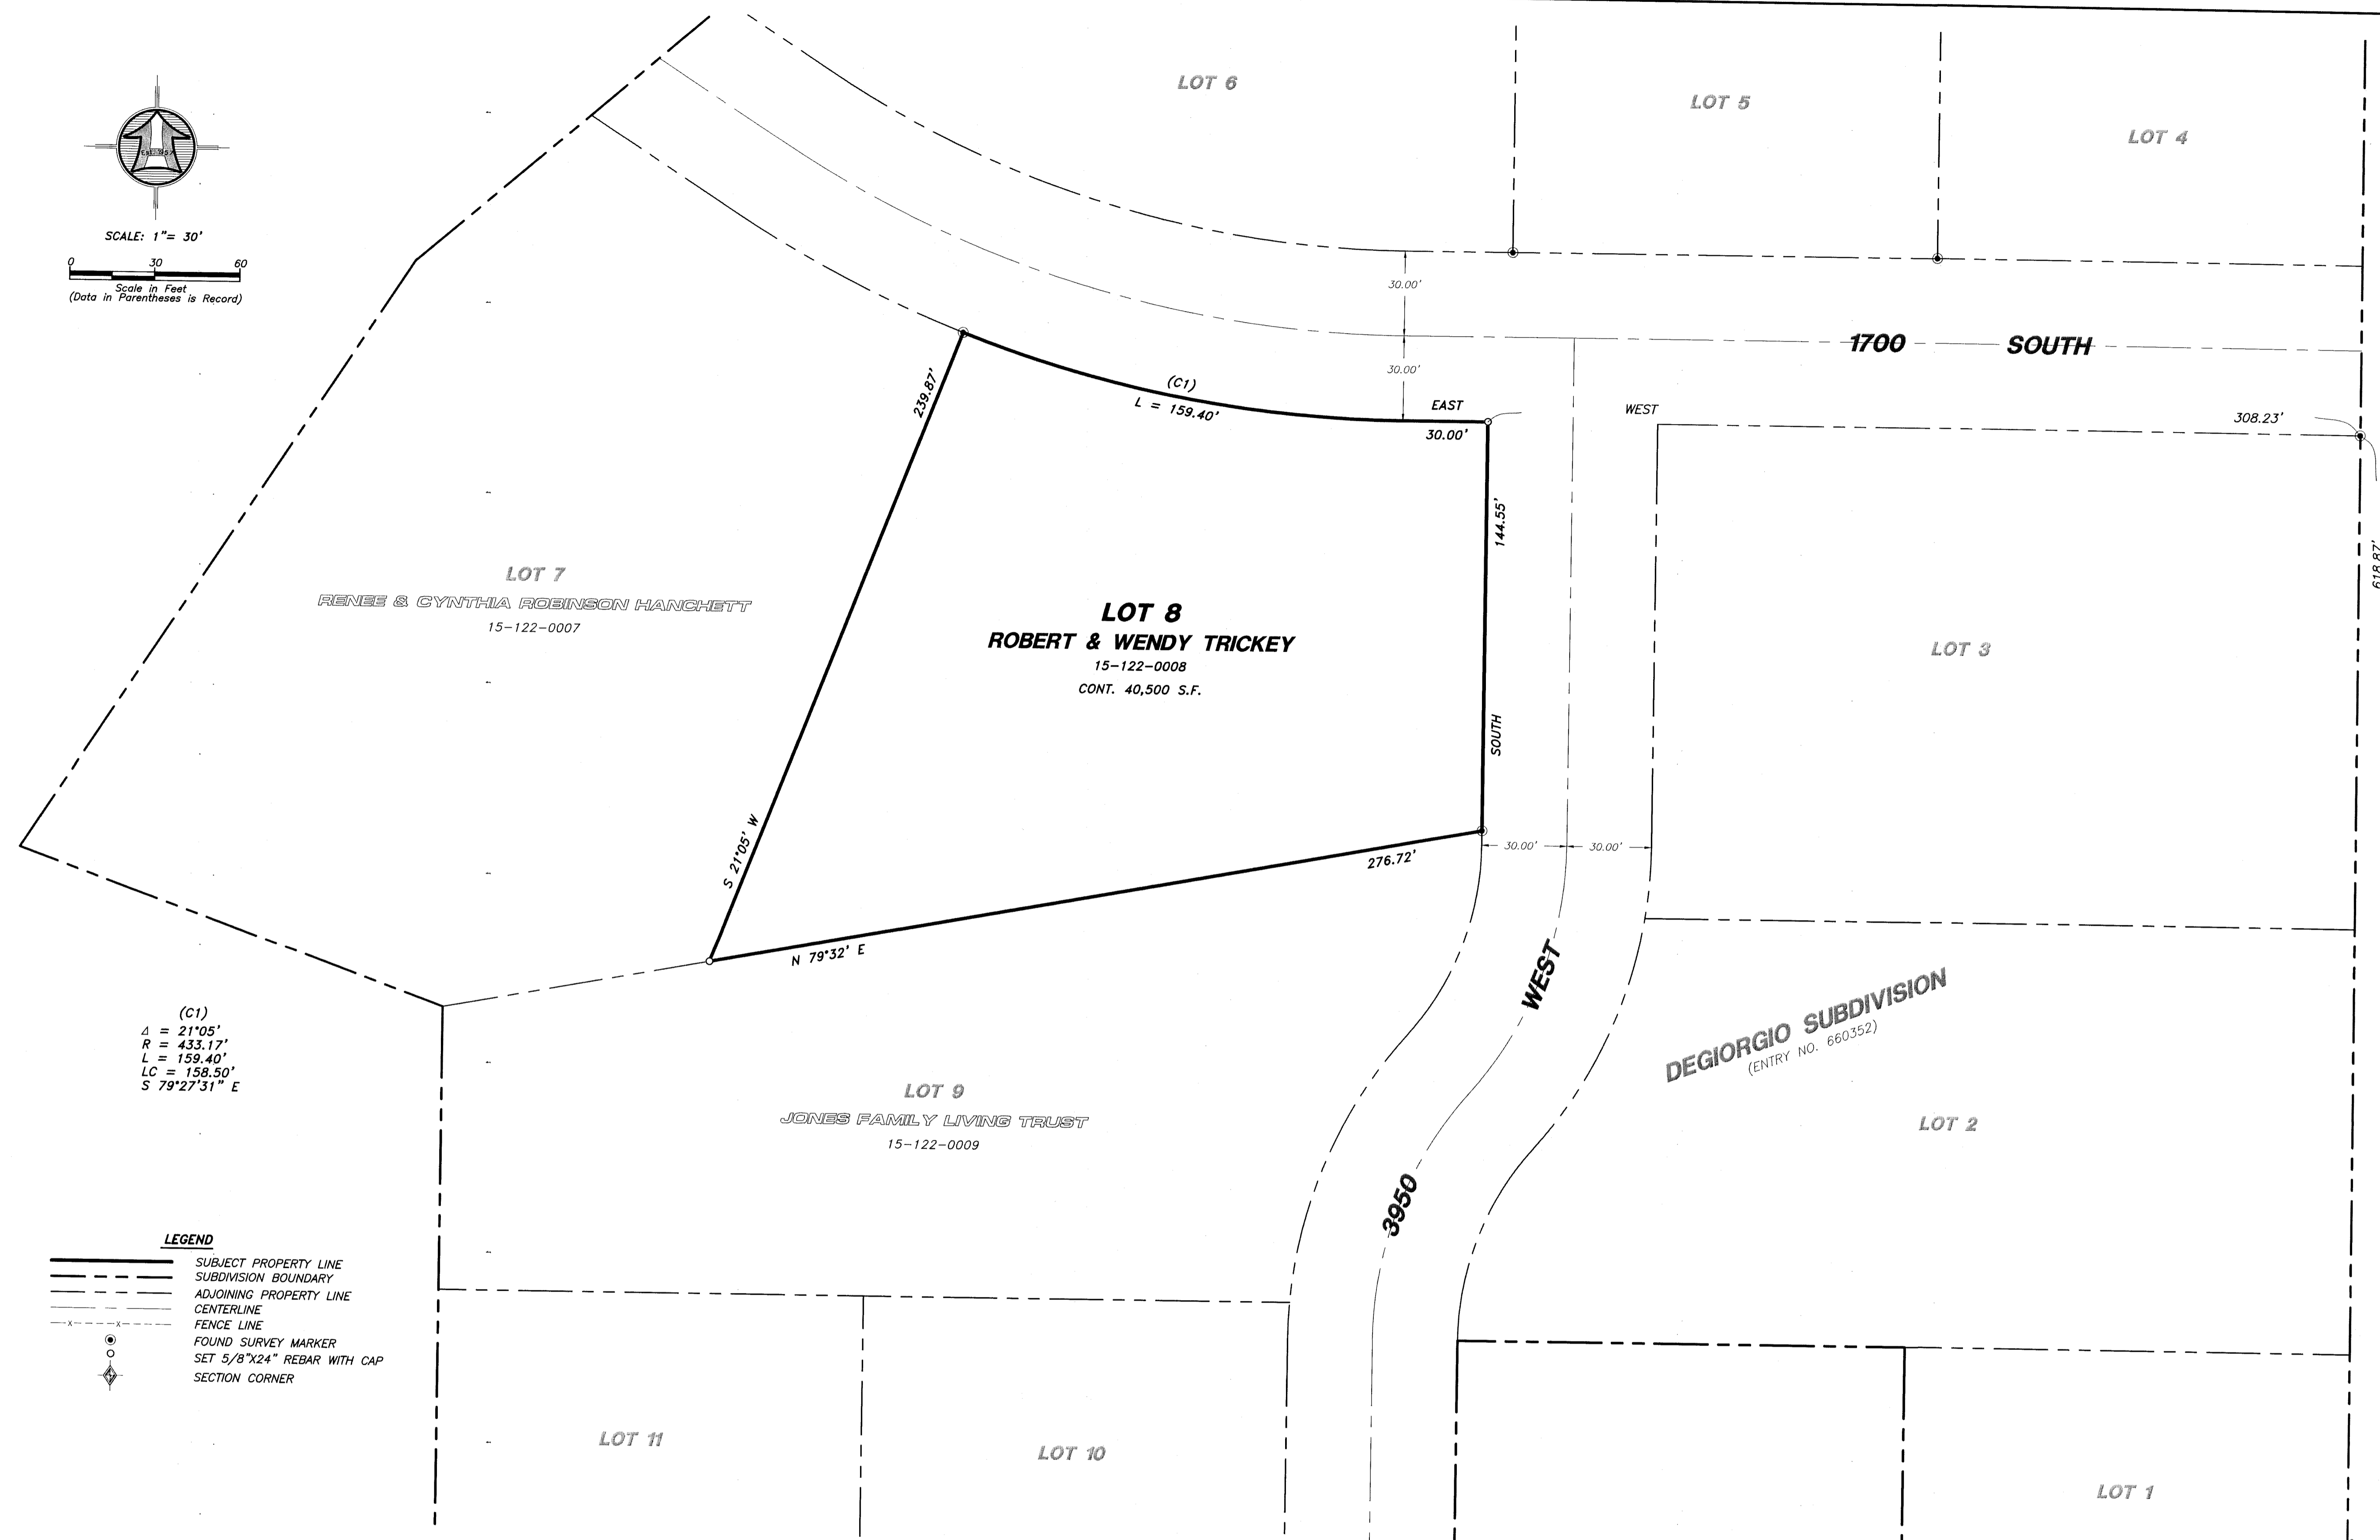 LOT 6
LOT 5
LOT 4
SCALE: 1"= 30'
0 30 60
Scale in Feet
(Data in Parentheses is Record)
30.00'
30.00'
1700 SOUTH
239.87'
(C1)
L = 159.40'
EAST
30.00'
WEST
308.23'
144.55'
618.87'
LOT 7
RENEE & CYNTHIA ROBINSON HANCHETT
15-122-0007
LOT 8
ROBERT & WENDY TRICKEY
15-122-0008
CONT. 40,500 S.F.
LOT 3
SOUTH
S 21°05' W
30.00' 30.00'
276.72'
N 79°32' E
3950 WEST
DEGIORGIO SUBDIVISION
(ENTRY NO. 660352)
(C1)
Δ = 21°05'
R = 433.17'
L = 159.40'
LC = 158.50'
S 79°27'31" E
LOT 9
JONES FAMILY LIVING TRUST
15-122-0009
LOT 2
LEGEND
SUBJECT PROPERTY LINE
SUBDIVISION BOUNDARY
ADJOINING PROPERTY LINE
CENTERLINE
FENCE LINE
FOUND SURVEY MARKER
SET 5/8"X24" REBAR WITH CAP
SECTION CORNER
LOT 11
LOT 10
LOT 1